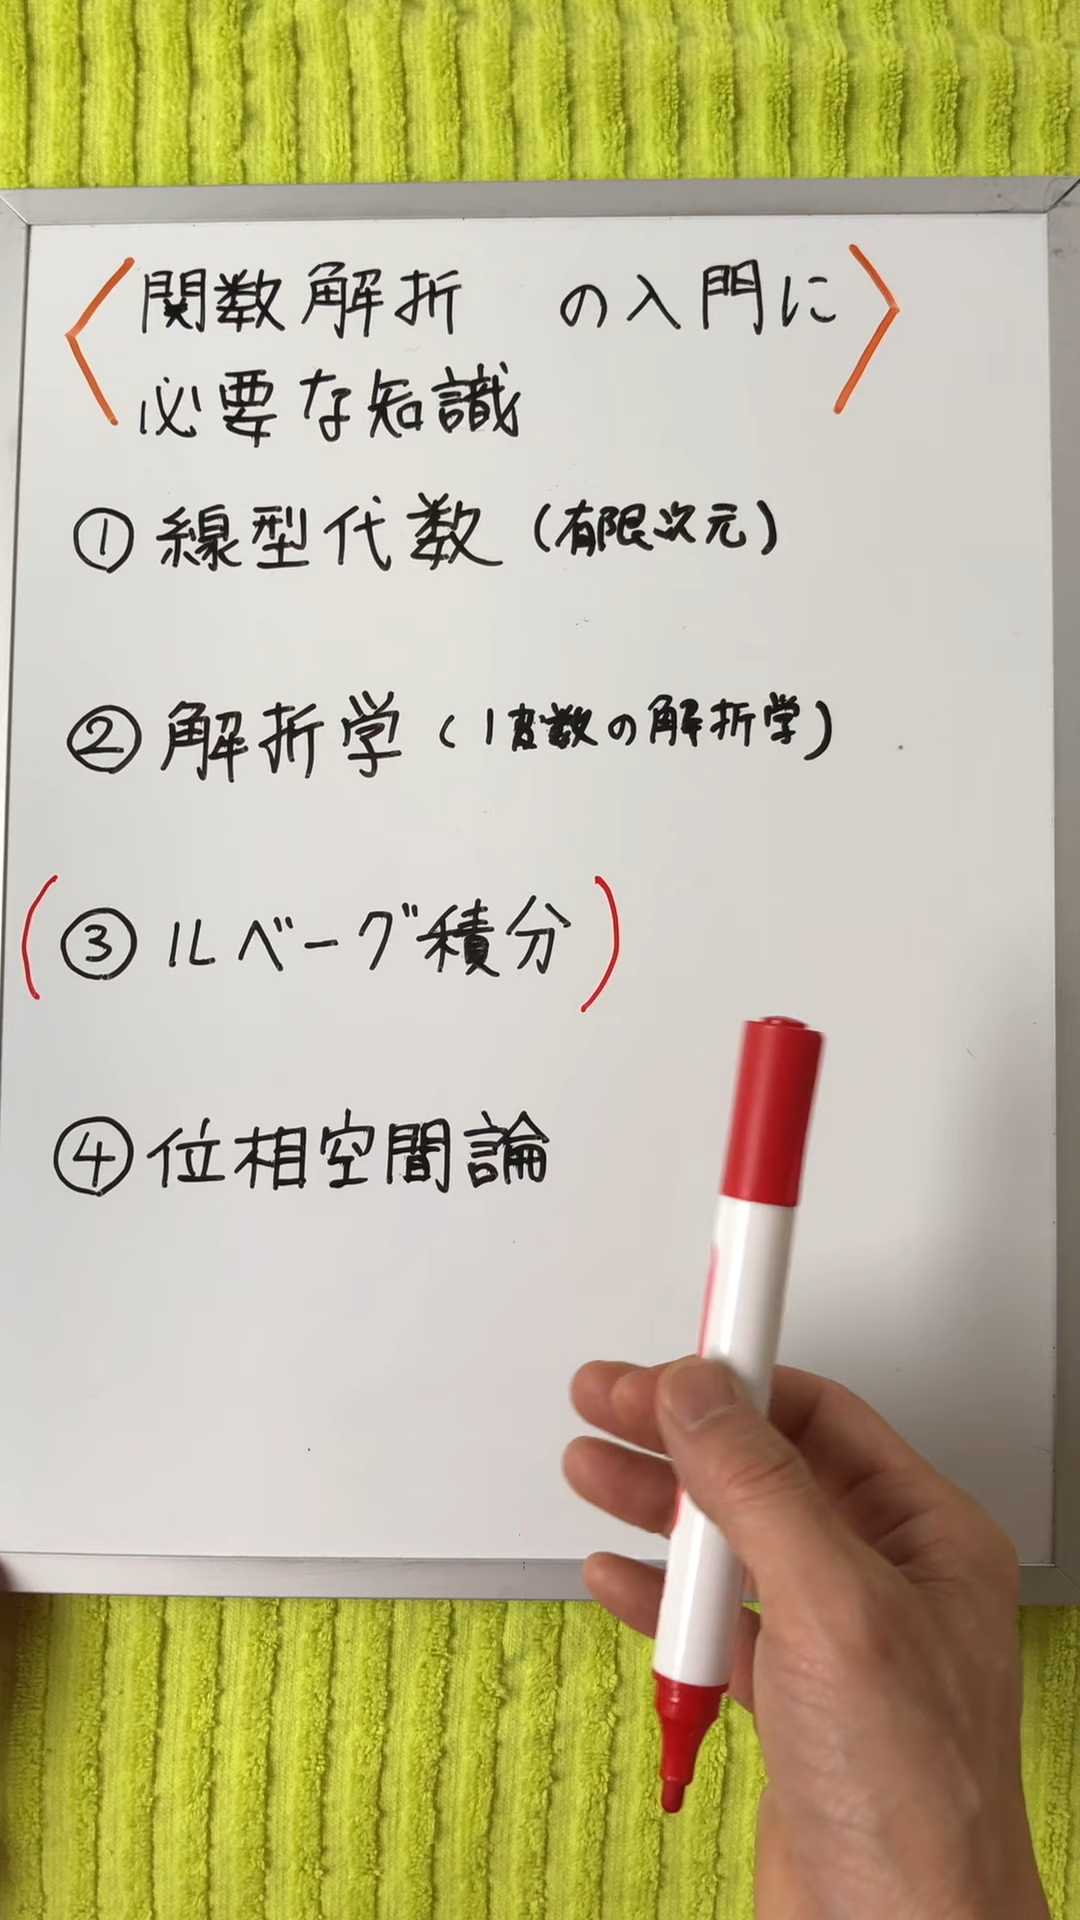 〈関数解析 の入門に〉
必要な知識
① 線型代数 (有限次元)
② 解析学 (1変数の解析学)
(③ ルベーグ積分)
④ 位相空間論